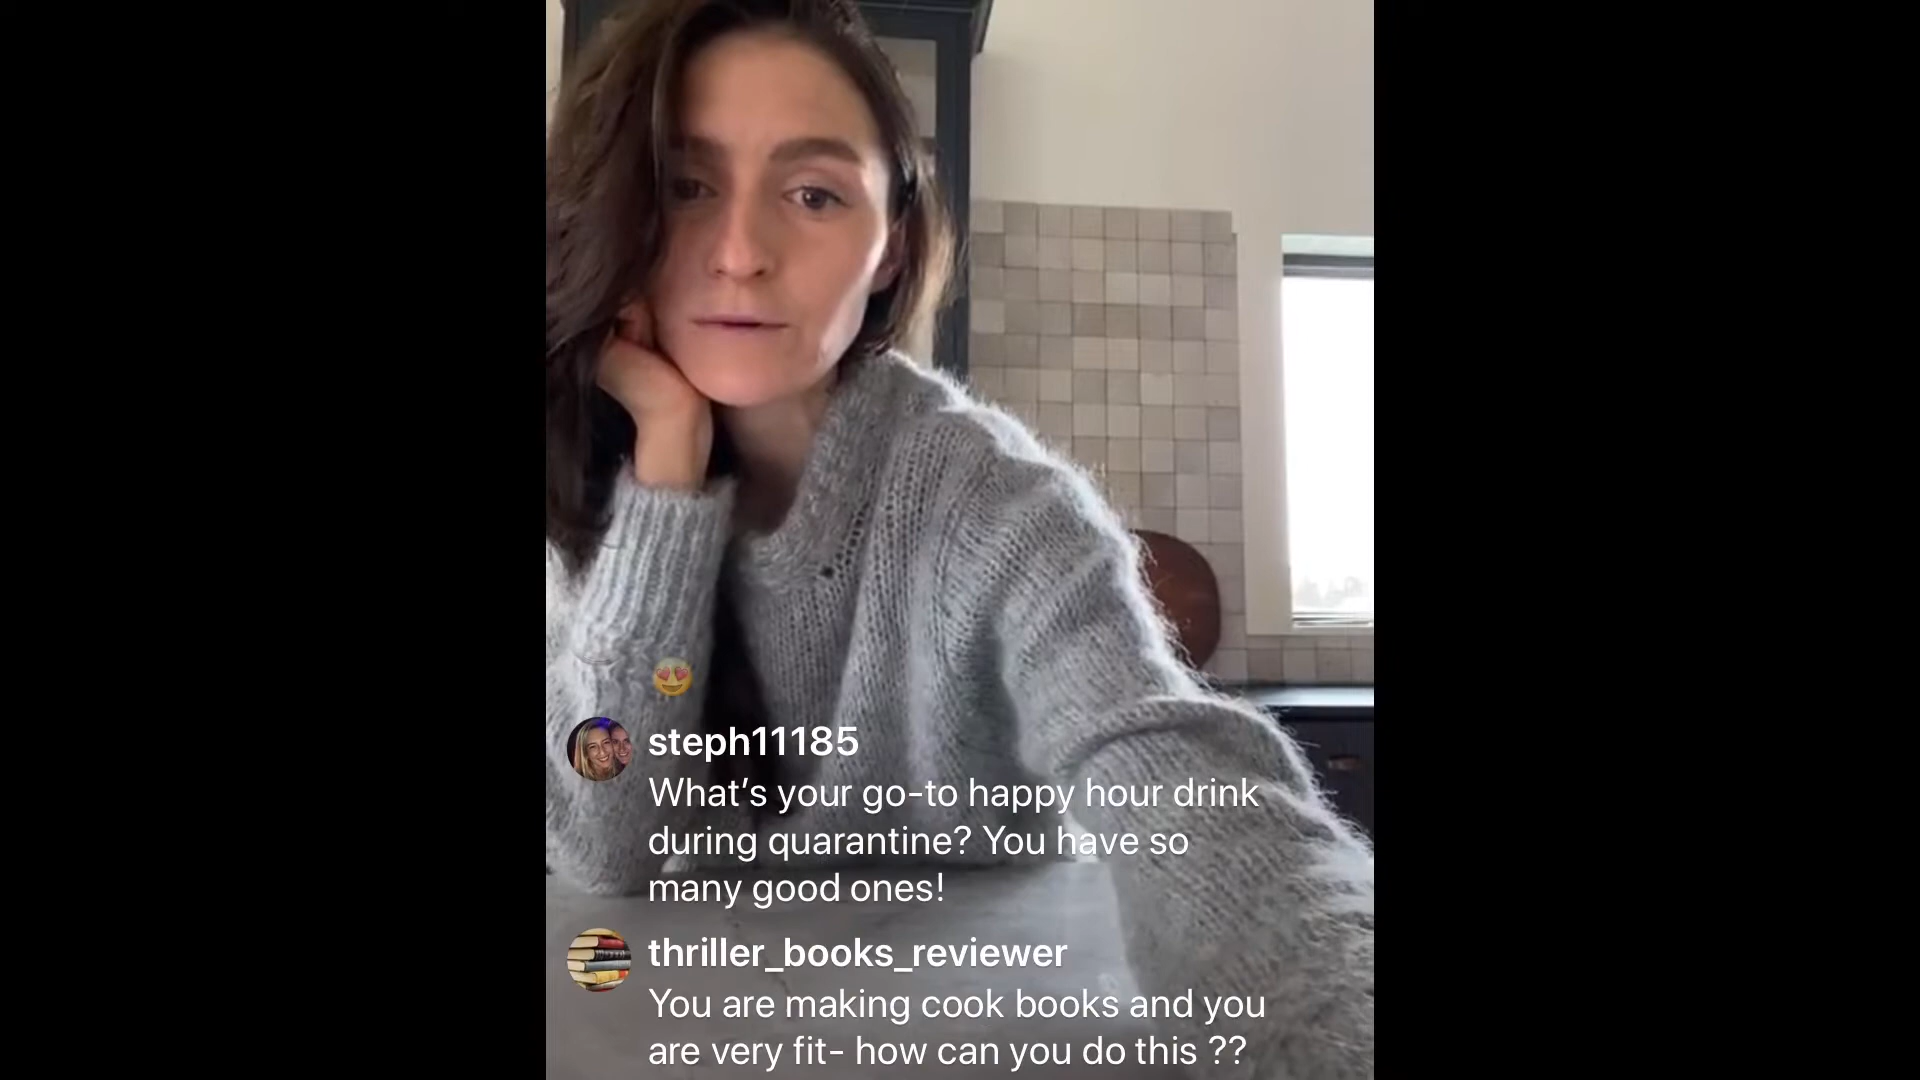 😍
steph11185
What’s your go-to happy hour drink
during quarantine? You have so
many good ones!
thriller_books_reviewer
You are making cook books and you
are very fit- how can you do this ??